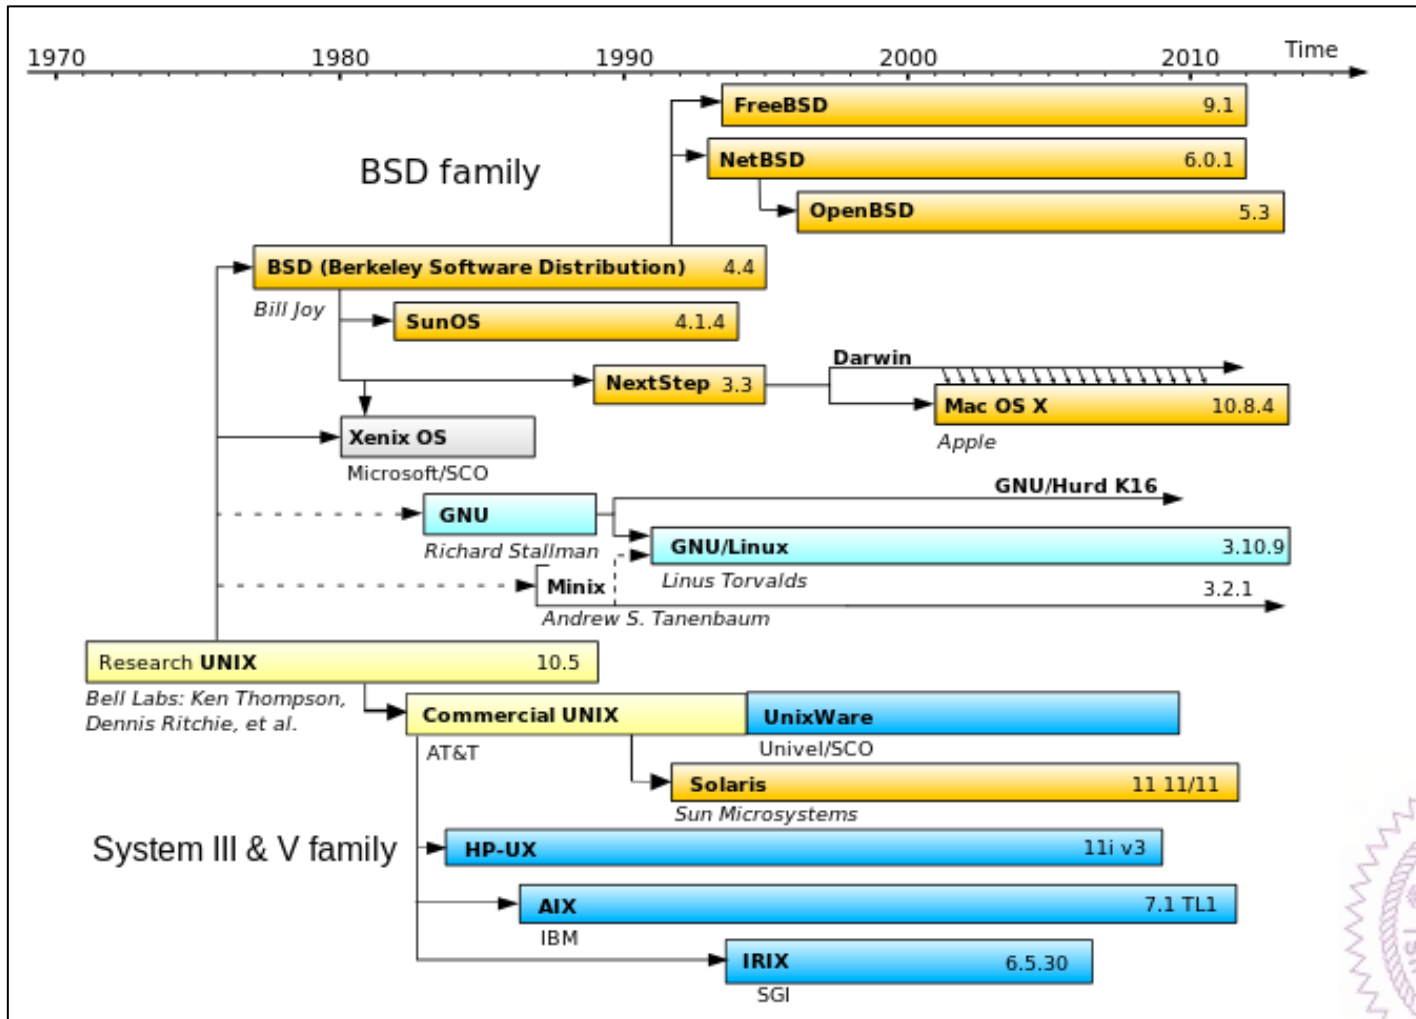 1970 1980 1990 2000 2010 Time
FreeBSD 9.1
BSD family
NetBSD 6.0.1
OpenBSD 5.3
BSD (Berkeley Software Distribution) 4.4
Bill Joy
SunOS 4.1.4
Darwin
NextStep 3.3
Mac OS X 10.8.4
Apple
Xenix OS
Microsoft/SCO
GNU/Hurd K16
GNU
Richard Stallman
GNU/Linux 3.10.9
Linus Torvalds
Minix 3.2.1
Andrew S. Tanenbaum
Research UNIX 10.5
Bell Labs: Ken Thompson,
Dennis Ritchie, et al.
Commercial UNIX
UnixWare
AT&T
Univel/SCO
Solaris 11 11/11
Sun Microsystems
System III & V family
HP-UX 11i v3
AIX 7.1 TL1
IBM
IRIX 6.5.30
SGI